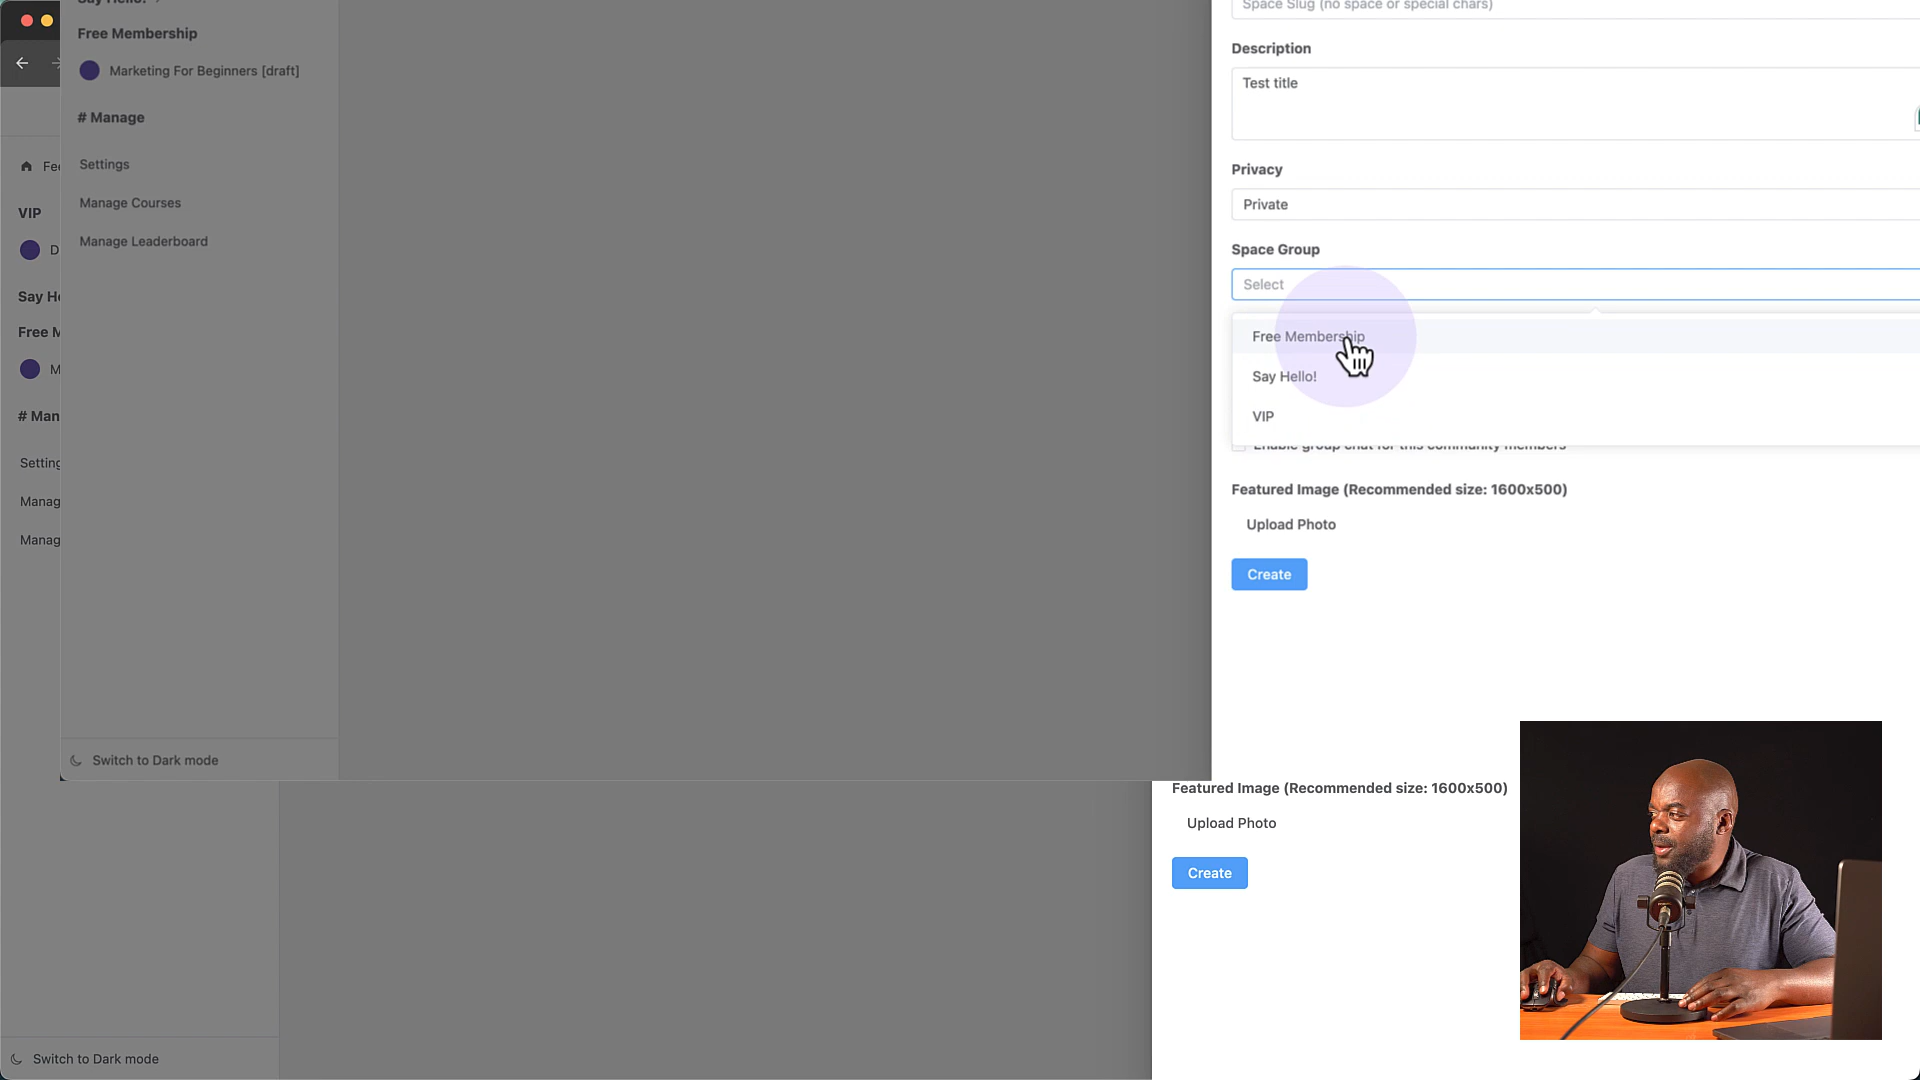 Free Membership
Marketing For Beginners [draft]
# Manage
Settings
Manage Courses
Manage Leaderboard
Switch to Dark mode
VIP
D
Say He
Free M
M
# Man
Setting
Manag
Manag
Switch to Dark mode
Space Slug (no space or special chars)
Description
Test title
Privacy
Private
Space Group
Select
Free Membership
Say Hello!
VIP
Enable group chat for this community members
Featured Image (Recommended size: 1600x500)
Upload Photo
Create
Featured Image (Recommended size: 1600x500)
Upload Photo
Create